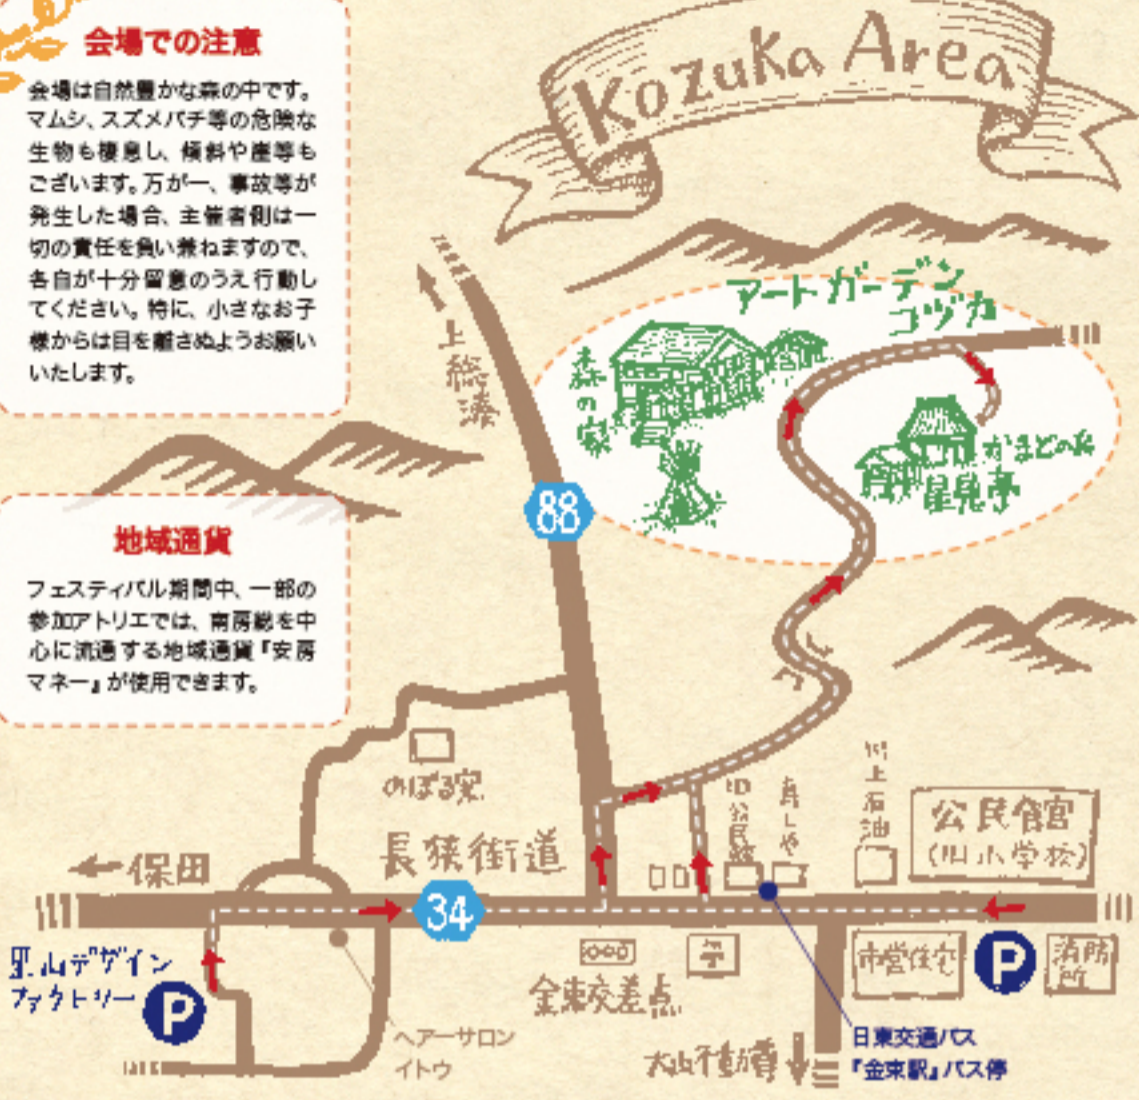 会場での注意
会場は自然豊かな森の中です。
マムシ、スズメバチ等の危険な
生物も棲息し、傾斜や崖等も
ございます。万が一、事故等が
発生した場合、主催者側は一
切の責任を負い兼ねますので、
各自が十分留意のうえ行動し
てください。特に、小さなお子
様からは目を離さぬようお願い
いたします。
Kozuka Area
アートガーデン
コヅカ
上総湊
森の家
かまどの家
星見亭
88
地域通貨
フェスティバル期間中、一部の
参加アトリエでは、南房総を中
心に流通する地域通貨『安房
マネー』が使用できます。
のぼる窯
長狭街道
保田
34
旧公民館
川上石油
公民館宮
(旧小学校)
デザイン
ファクトリー
P
ヘアーサロン
イトウ
金束交差点
〒
市営住宅
P
消防
所
大山不動尊
日東交通バス
『金束駅』バス停